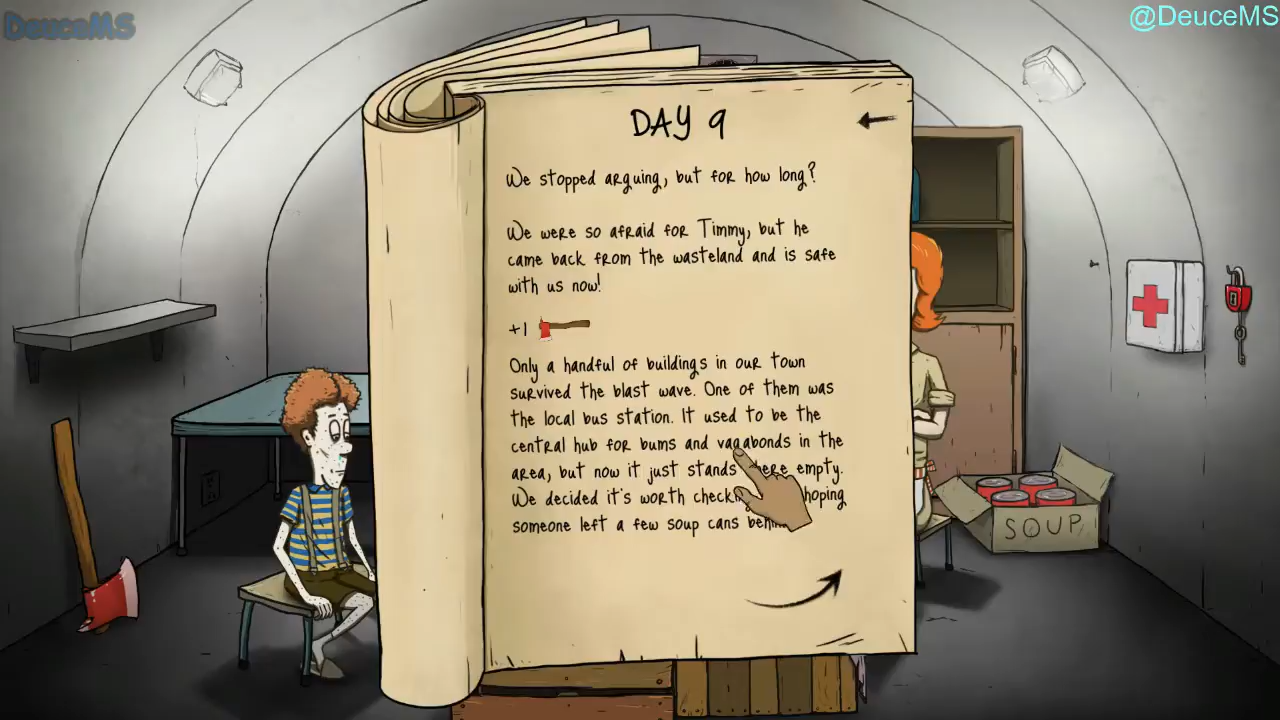 DeuceMS
@DeuceMS
DAY 9
We stopped arguing, but for how long?
We were so afraid for Timmy, but he
came back from the wasteland and is safe
with us now!
+1
Only a handful of buildings in our town
survived the blast wave. One of them was
the local bus station. It used to be the
central hub for bums and vagabonds in the
area, but now it just stands here empty.
We decided it's worth check hoping
someone left a few soup cans
SOUP